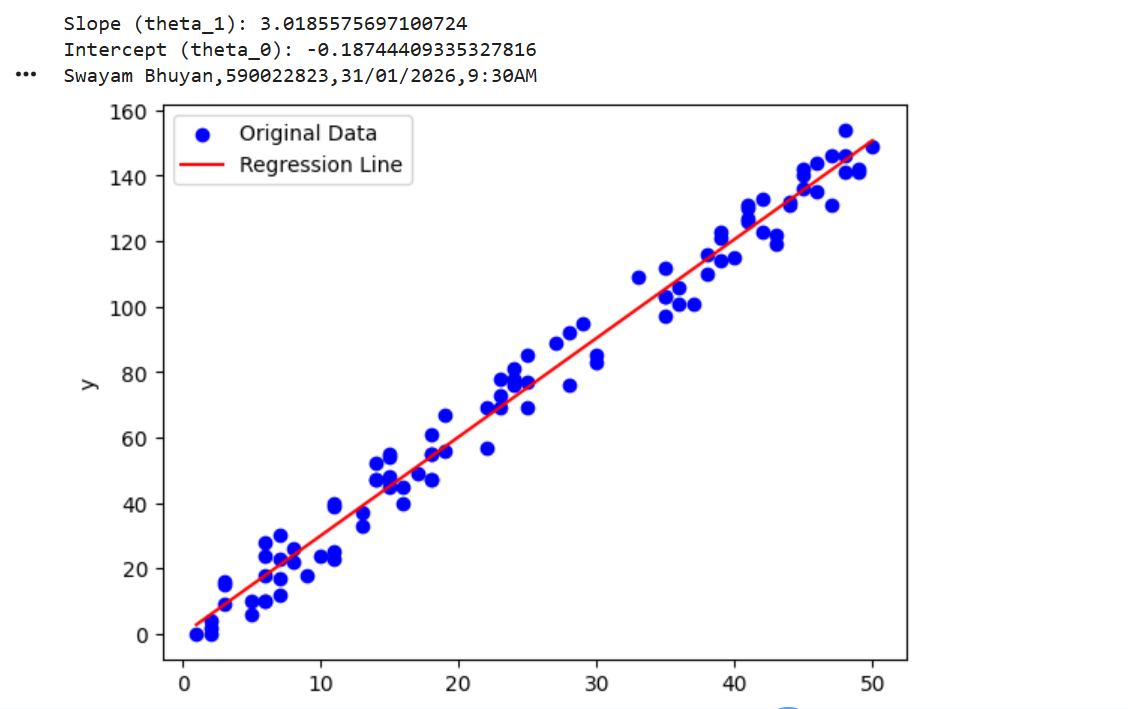 Slope (theta_1): 3.0185575697100724
Intercept (theta_0): -0.18744409335327816
Swayam Bhuyan,590022823,31/01/2026,9:30AM
Original Data
Regression Line
160
140
120
100
80
60
40
20
0
y
0 10 20 30 40 50